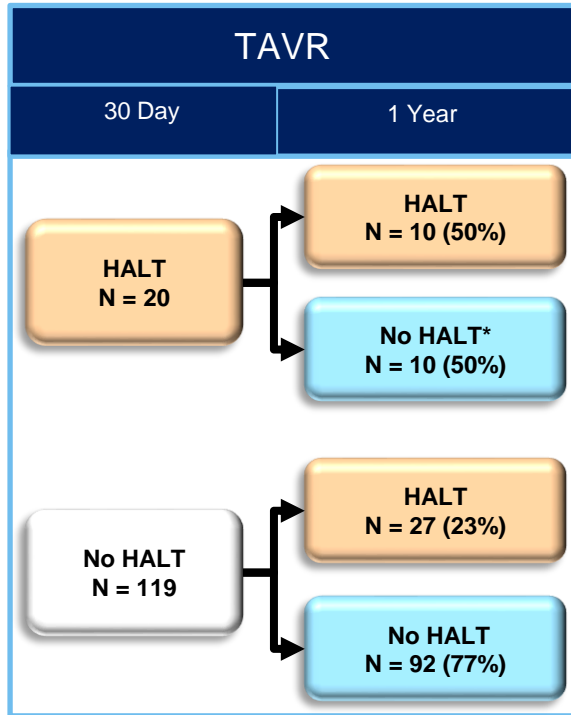 TAVR
30 Day
1 Year
HALT
N = 20
HALT
N = 10 (50%)
No HALT*
N = 10 (50%)
No HALT
N = 119
HALT
N = 27 (23%)
No HALT
N = 92 (77%)